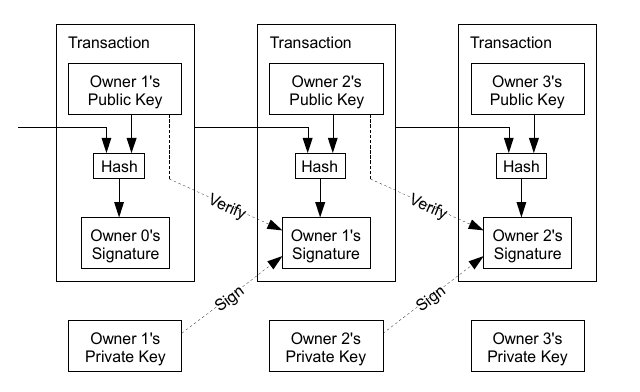 Transaction
Transaction
Transaction
Owner 1's
Public Key
Owner 2's
Public Key
Owner 3's
Public Key
Hash
Hash
Hash
Verify
Verify
Owner 0's
Signature
Owner 1's
Signature
Owner 2's
Signature
Sign
Sign
Owner 1's
Private Key
Owner 2's
Private Key
Owner 3's
Private Key